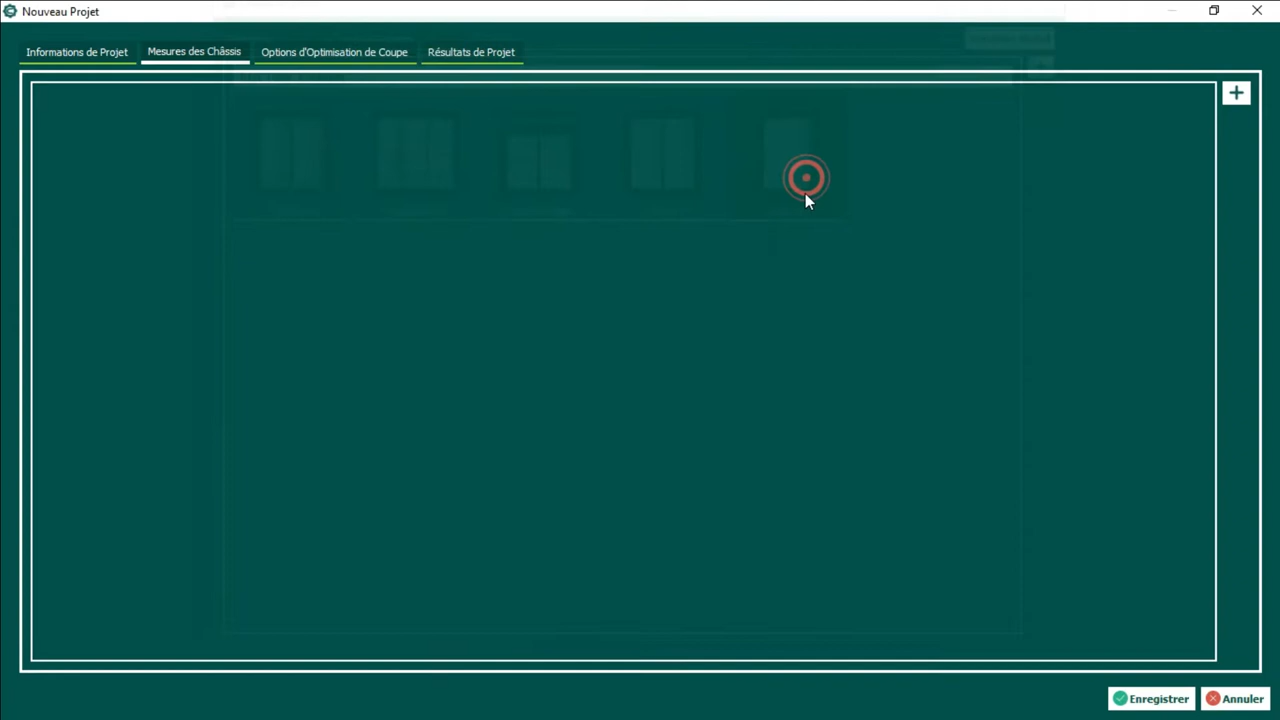 Nouveau Projet
Informations de Projet
Mesures des Châssis
Options d'Optimisation de Coupe
Résultats de Projet
Enregistrer
Annuler